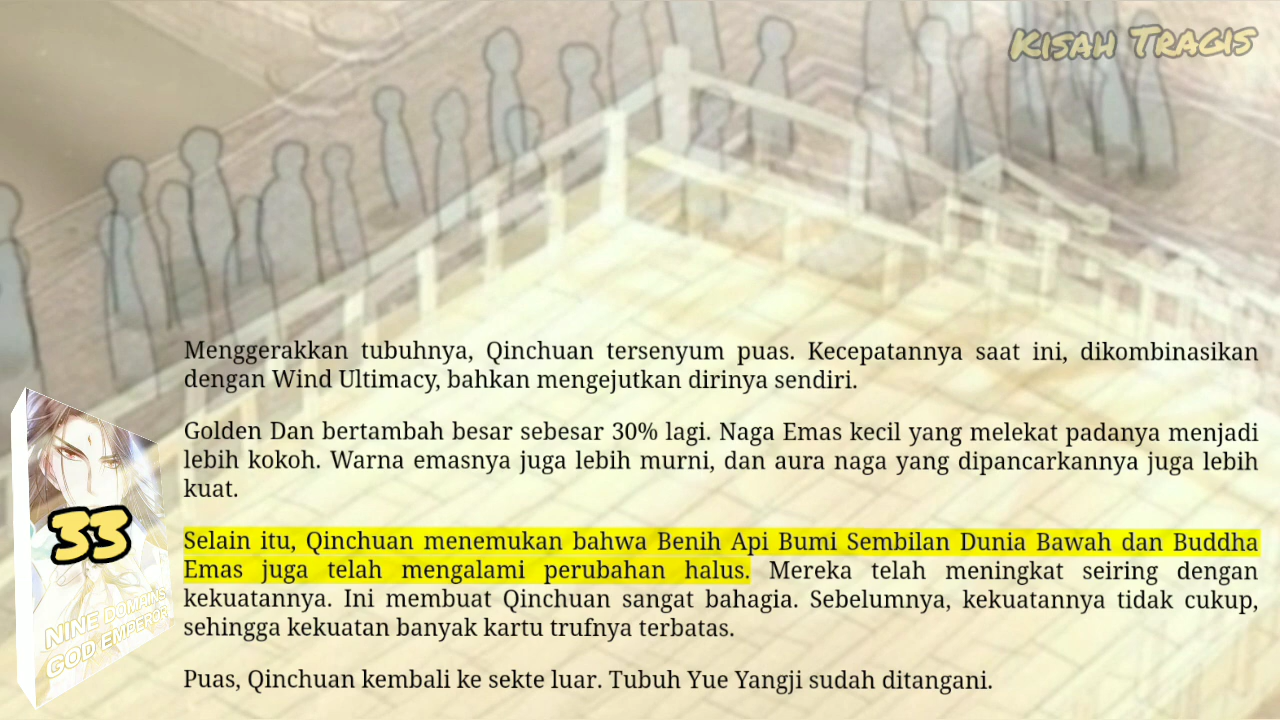 Kisah Tragis
Menggerakkan tubuhnya, Qinchuan tersenyum puas. Kecepatannya saat ini, dikombinasikan
dengan Wind Ultimacy, bahkan mengejutkan dirinya sendiri.
Golden Dan bertambah besar sebesar 30% lagi. Naga Emas kecil yang melekat padanya menjadi
lebih kokoh. Warna emasnya juga lebih murni, dan aura naga yang dipancarkannya juga lebih
kuat.
Selain itu, Qinchuan menemukan bahwa Benih Api Bumi Sembilan Dunia Bawah dan Buddha
Emas juga telah mengalami perubahan halus. Mereka telah meningkat seiring dengan
kekuatannya. Ini membuat Qinchuan sangat bahagia. Sebelumnya, kekuatannya tidak cukup,
sehingga kekuatan banyak kartu trufnya terbatas.
Puas, Qinchuan kembali ke sekte luar. Tubuh Yue Yangji sudah ditangani.
33
NINE DOMAINS
GOD EMPEROR